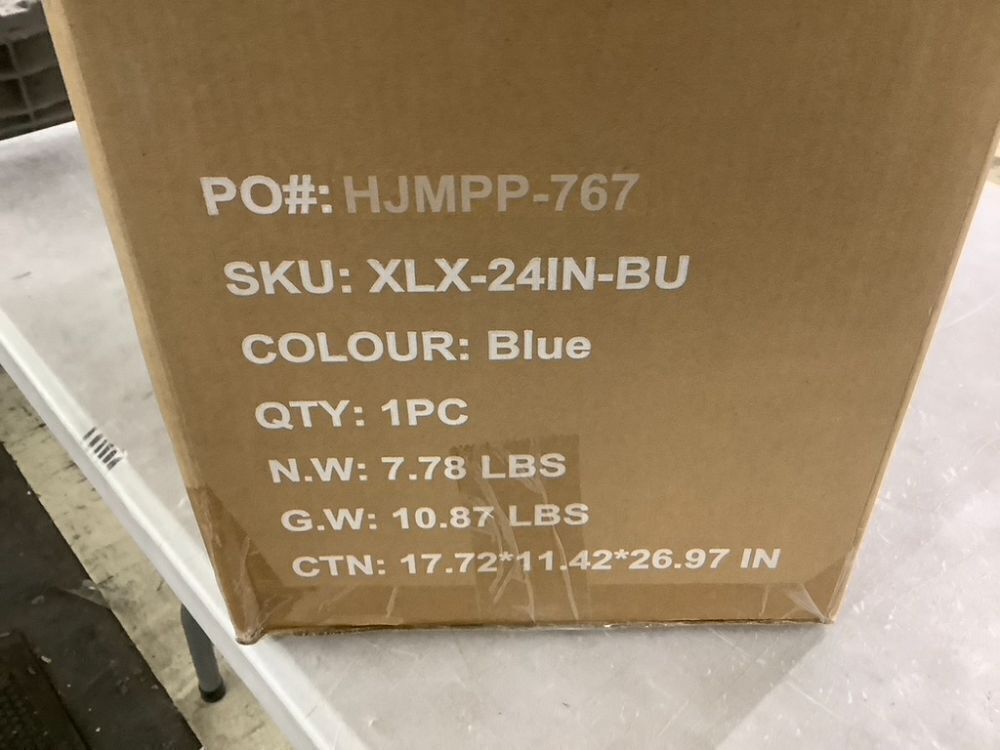 PO#: HJMPP-767
SKU: XLX-24IN-BU
COLOUR: Blue
QTY: 1PC
N.W: 7.78 LBS
G.W: 10.87 LBS
CTN: 17.72*11.42*26.97 IN